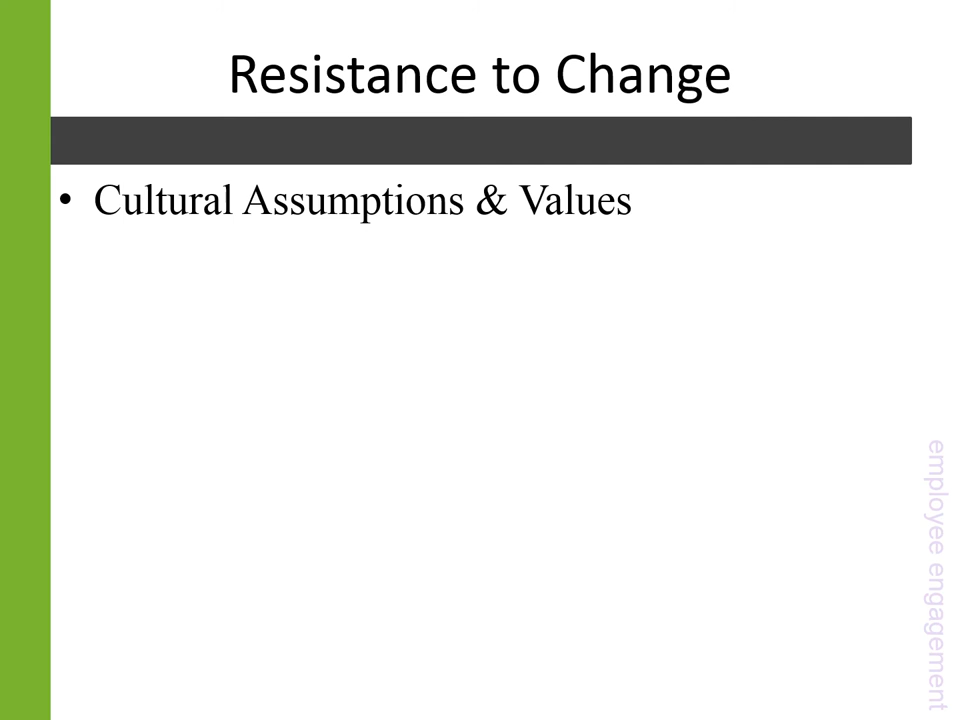 Resistance to Change
• Cultural Assumptions & Values
employee engagement